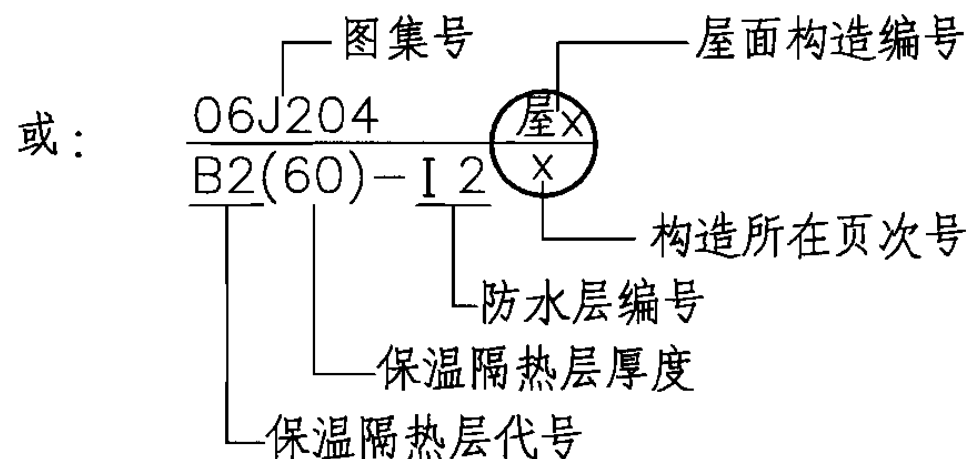 图集号 屋面构造编号
或: 06J204 屋x
B2(60)-I 2 x
构造所在页次号
防水层编号
保温隔热层厚度
保温隔热层代号